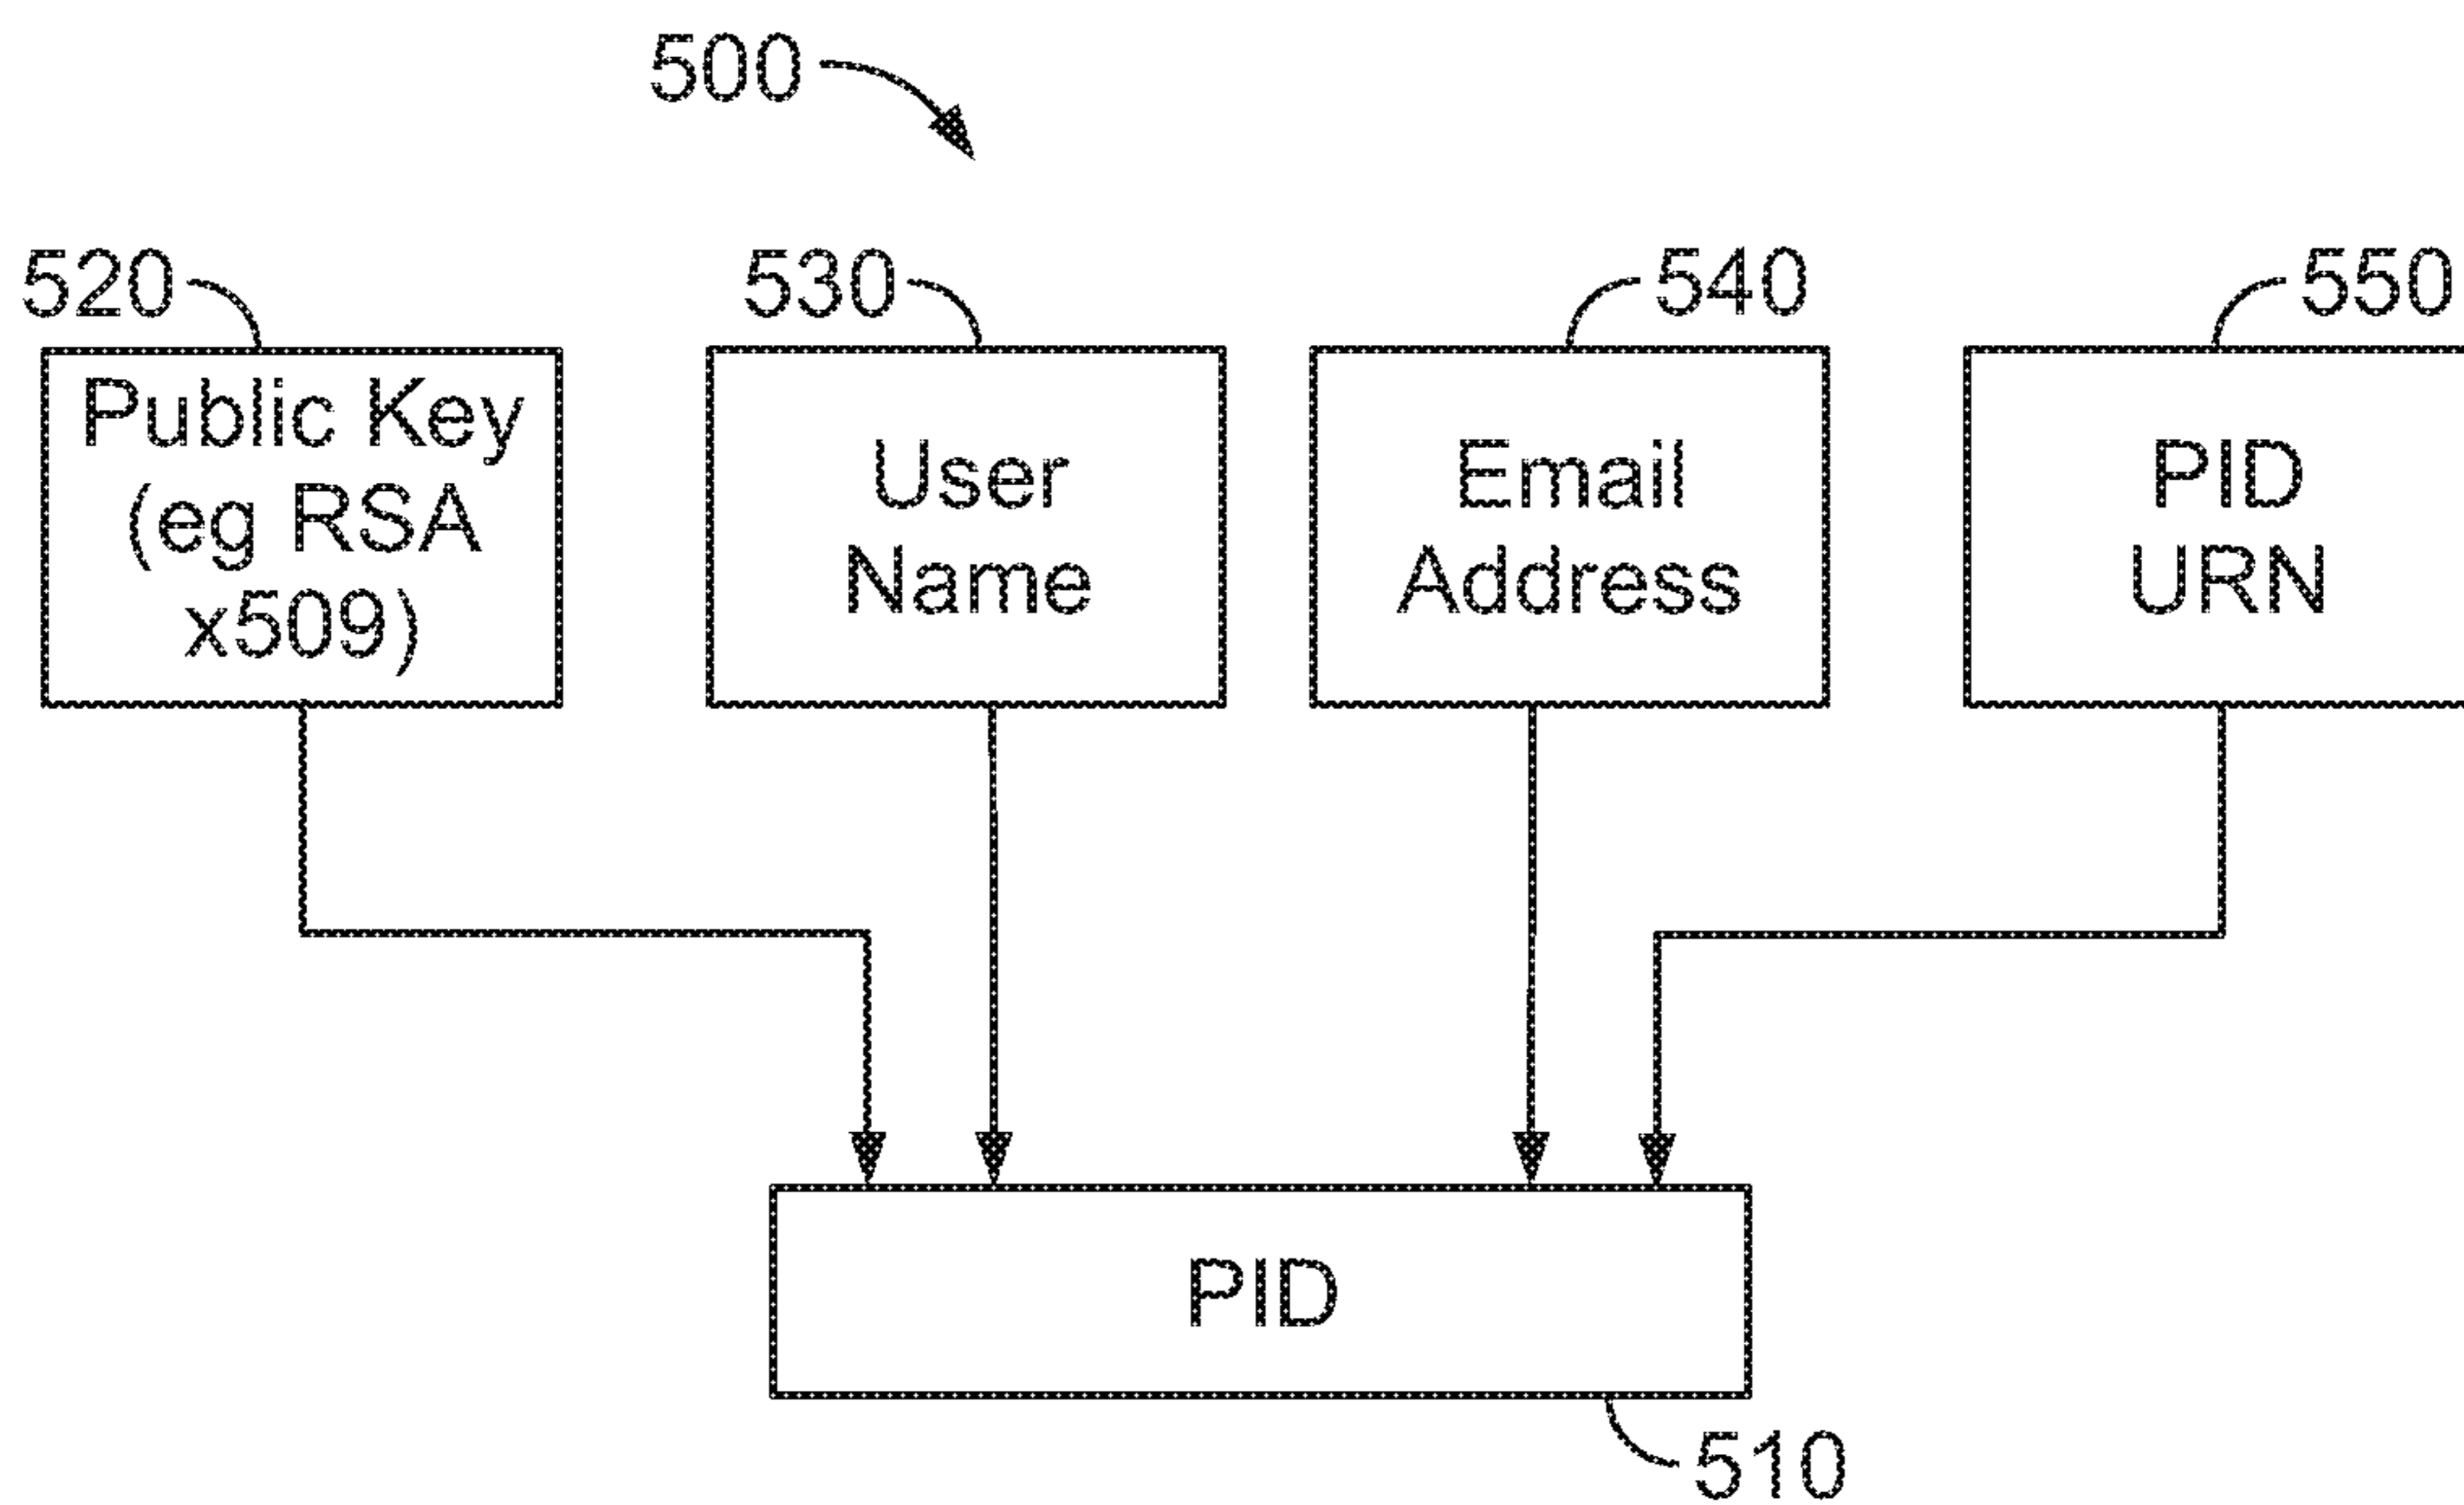 500
520
530
540
550
Public Key
(eg RSA
x509)
User
Name
Email
Address
PID
URN
PID
510